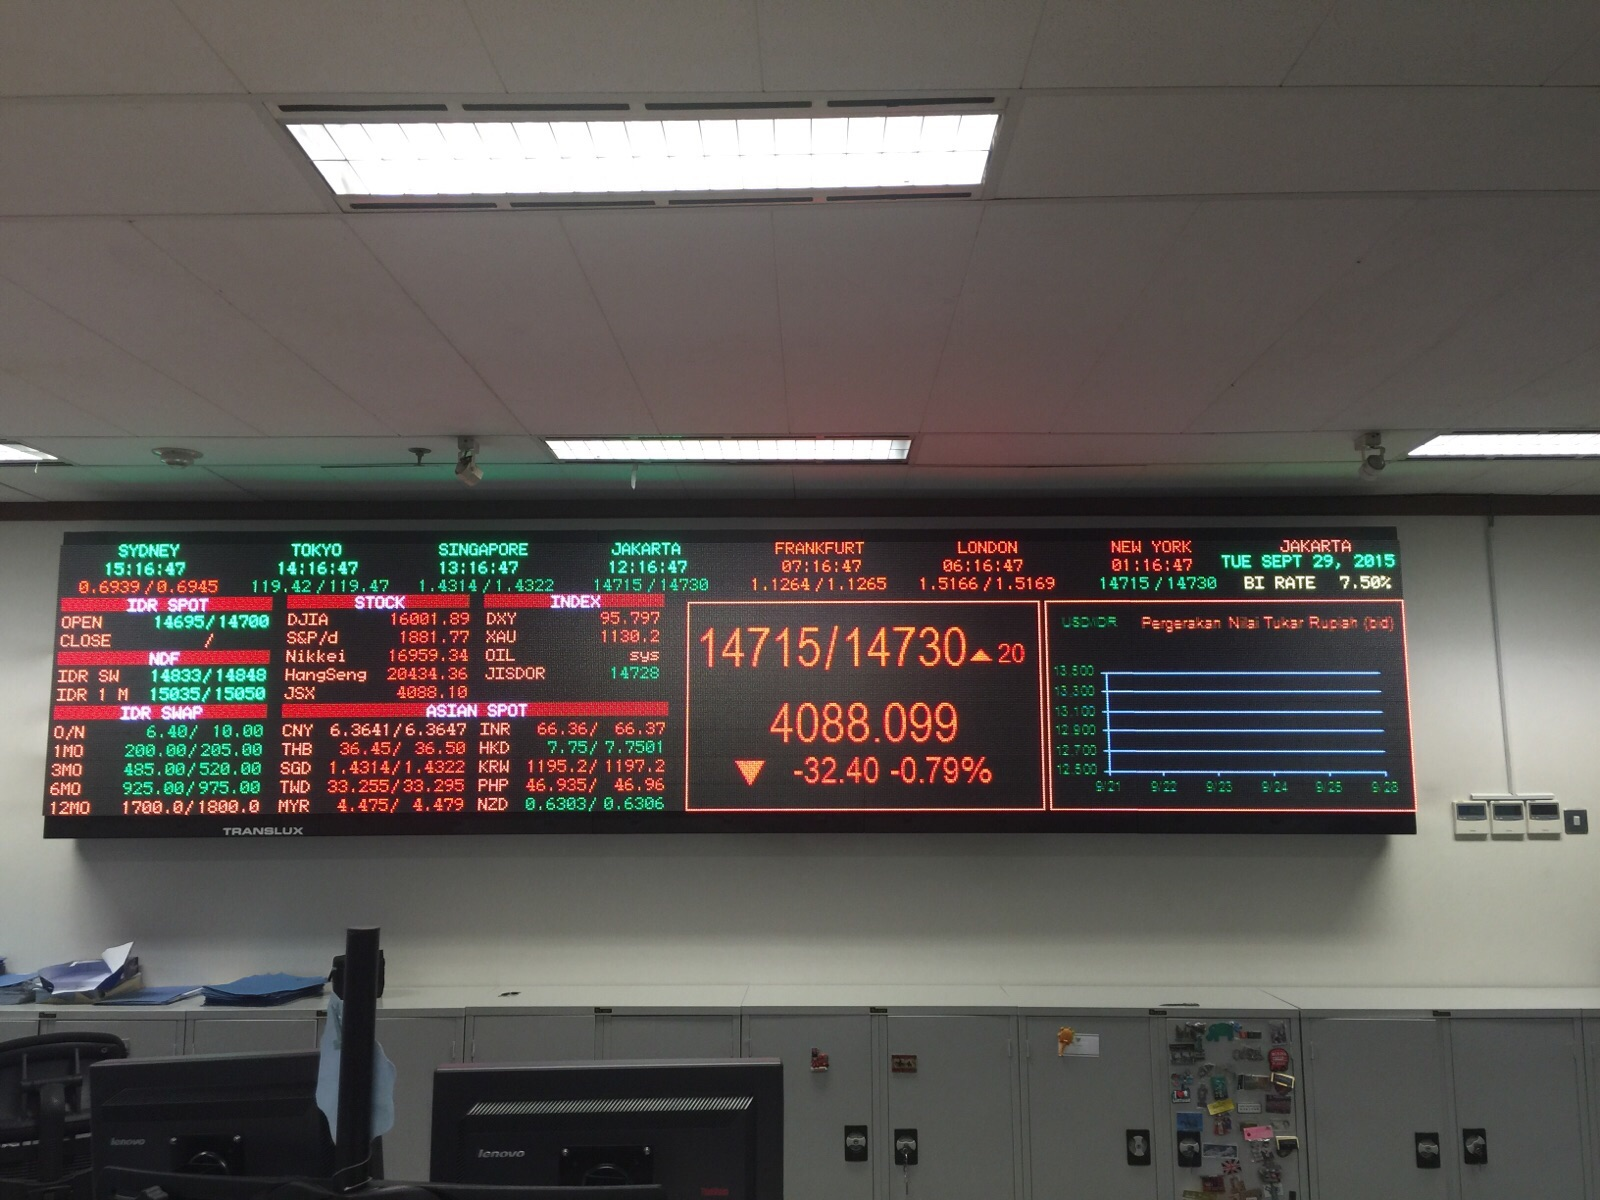 SYDNEY TOKYO SINGAPORE JAKARTA FRANKFURT LONDON NEW YORK JAKARTA
15:16:47 14:16:47 13:16:47 12:16:47 07:16:47 06:16:47 01:16:47 TUE SEPT 29, 2015
0.6939/0.6945 119.42/119.47 1.4314/1.4322 14715/14730 1.1264/1.1265 1.5166/1.5169 14715/14730 BI RATE 7.50%
IDR SPOT
OPEN 14695/14700
CLOSE /
NDF
IDR SW 14833/14848
IDR 1 M 15035/15050
IDR SWAP
O/N 6.40/ 10.00
1MO 200.00/205.00
3MO 485.00/520.00
6MO 925.00/975.00
12MO 1700.0/1800.0
STOCK
DJIA 16001.89
S&P/d 1881.77
Nikkei 16959.34
HangSeng 20434.36
JSX 4088.10
INDEX
DXY 95.797
XAU 1130.2
OIL sys
JISDOR 14728
ASIAN SPOT
CNY 6.3641/6.3647 INR 66.36/ 66.37
THB 36.45/ 36.50 HKD 7.75/ 7.7501
SGD 1.4314/1.4322 KRW 1195.2/1197.2
TWD 33.255/33.295 PHP 46.935/ 46.96
MYR 4.475/ 4.479 NZD 0.6303/0.6306
14715/14730▲20
4088.099
▼ -32.40 -0.79%
USD/IDR Pergerakan Nilai Tukar Rupiah (bid)
13,500
13,300
13,100
12,900
12,700
12,500
9/21 9/22 9/23 9/24 9/25 9/28
TRANSLUX
lenovo
lenovo